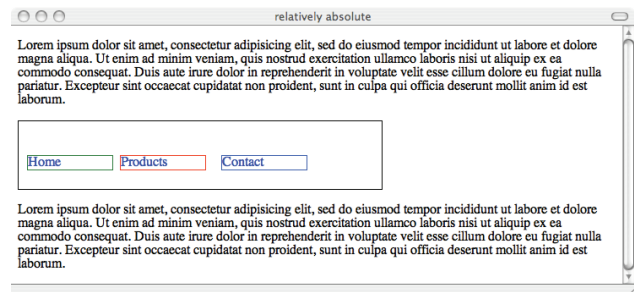 relatively absolute
Lorem ipsum dolor sit amet, consectetur adipisicing elit, sed do eiusmod tempor incididunt ut labore et dolore
magna aliqua. Ut enim ad minim veniam, quis nostrud exercitation ullamco laboris nisi ut aliquip ex ea
commodo consequat. Duis aute irure dolor in reprehenderit in voluptate velit esse cillum dolore eu fugiat nulla
pariatur. Excepteur sint occaecat cupidatat non proident, sunt in culpa qui officia deserunt mollit anim id est
laborum.
Home Products Contact
Lorem ipsum dolor sit amet, consectetur adipisicing elit, sed do eiusmod tempor incididunt ut labore et dolore
magna aliqua. Ut enim ad minim veniam, quis nostrud exercitation ullamco laboris nisi ut aliquip ex ea
commodo consequat. Duis aute irure dolor in reprehenderit in voluptate velit esse cillum dolore eu fugiat nulla
pariatur. Excepteur sint occaecat cupidatat non proident, sunt in culpa qui officia deserunt mollit anim id est
laborum.